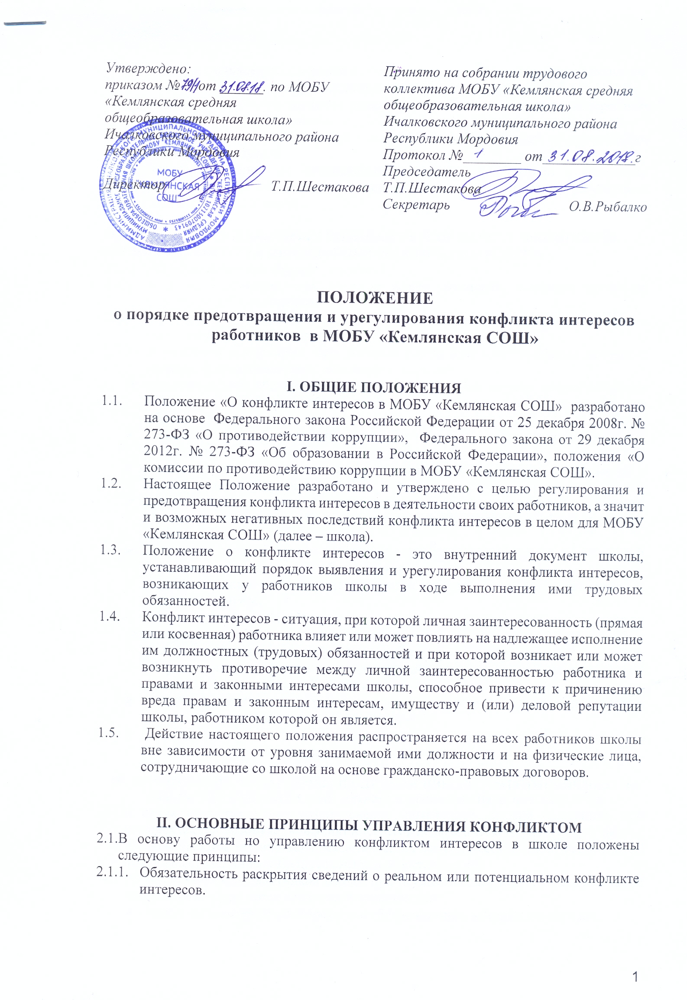 Утверждено:
приказом №79/1 от 31.08.18. по МОБУ
«Кемлянская средняя
общеобразовательная школа»
Ичалковского муниципального района
Республики Мордовия
Директор Т.П.Шестакова
МОБУ
"КЕМЛЯНСКАЯ
СОШ"
Принято на собрании трудового
коллектива МОБУ «Кемлянская средняя
общеобразовательная школа»
Ичалковского муниципального района
Республики Мордовия
Протокол № 1 от 31.08.2018.г
Председатель
Т.П.Шестакова
Секретарь О.В.Рыбалко
ПОЛОЖЕНИЕ
о порядке предотвращения и урегулирования конфликта интересов
работников в МОБУ «Кемлянская СОШ»
I. ОБЩИЕ ПОЛОЖЕНИЯ
1.1. Положение «О конфликте интересов в МОБУ «Кемлянская СОШ» разработано
на основе Федерального закона Российской Федерации от 25 декабря 2008г. №
273-ФЗ «О противодействии коррупции», Федерального закона от 29 декабря
2012г. № 273-ФЗ «Об образовании в Российской Федерации», положения «О
комиссии по противодействию коррупции в МОБУ «Кемлянская СОШ».
1.2. Настоящее Положение разработано и утверждено с целью регулирования и
предотвращения конфликта интересов в деятельности своих работников, а значит
и возможных негативных последствий конфликта интересов в целом для МОБУ
«Кемлянская СОШ» (далее – школа).
1.3. Положение о конфликте интересов - это внутренний документ школы,
устанавливающий порядок выявления и урегулирования конфликта интересов,
возникающих у работников школы в ходе выполнения ими трудовых
обязанностей.
1.4. Конфликт интересов - ситуация, при которой личная заинтересованность (прямая
или косвенная) работника влияет или может повлиять на надлежащее исполнение
им должностных (трудовых) обязанностей и при которой возникает или может
возникнуть противоречие между личной заинтересованностью работника и
правами и законными интересами школы, способное привести к причинению
вреда правам и законным интересам, имуществу и (или) деловой репутации
школы, работником которой он является.
1.5. Действие настоящего положения распространяется на всех работников школы
вне зависимости от уровня занимаемой ими должности и на физические лица,
сотрудничающие со школой на основе гражданско-правовых договоров.
II. ОСНОВНЫЕ ПРИНЦИПЫ УПРАВЛЕНИЯ КОНФЛИКТОМ
2.1.В основу работы но управлению конфликтом интересов в школе положены
следующие принципы:
2.1.1. Обязательность раскрытия сведений о реальном или потенциальном конфликте
интересов.
1